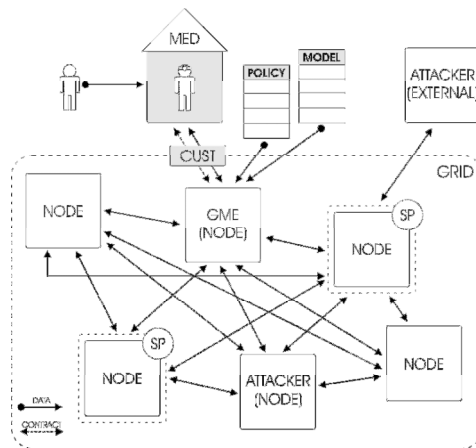 MED
POLICY
MODEL
ATTACKER
(EXTERNAL)
CUST
GRID
NODE
GME
(NODE)
SP
NODE
SP
NODE
ATTACKER
(NODE)
NODE
DATA
CONTRACT